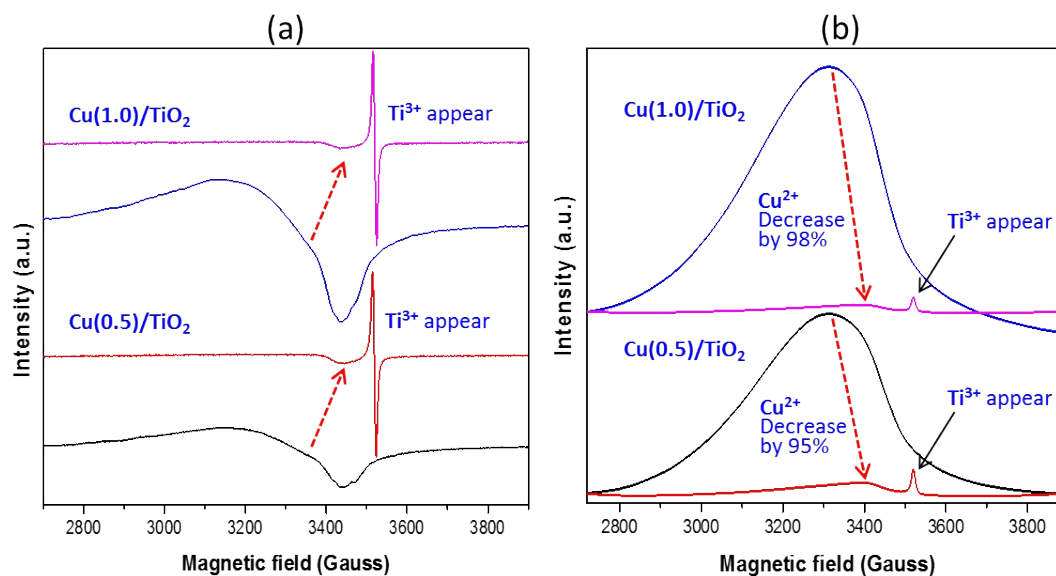 (a)
Cu(1.0)/TiO₂
Ti³⁺ appear
Cu(0.5)/TiO₂
Ti³⁺ appear
Intensity (a.u.)
2800 3000 3200 3400 3600 3800
Magnetic field (Gauss)
(b)
Cu(1.0)/TiO₂
Cu²⁺
Decrease
by 98%
Ti³⁺ appear
Cu(0.5)/TiO₂
Cu²⁺
Decrease
by 95%
Ti³⁺ appear
Intensity (a.u.)
2800 3000 3200 3400 3600 3800
Magnetic field (Gauss)